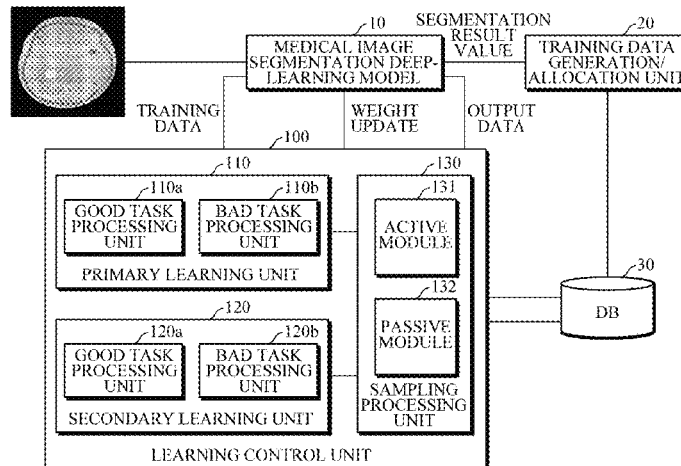 10
MEDICAL IMAGE
SEGMENTATION DEEP-
LEARNING MODEL
SEGMENTATION
RESULT
VALUE
20
TRAINING DATA
GENERATION/
ALLOCATION UNIT
TRAINING
DATA
WEIGHT
UPDATE
OUTPUT
DATA
100
110
110a
GOOD TASK
PROCESSING
UNIT
110b
BAD TASK
PROCESSING
UNIT
PRIMARY LEARNING UNIT
130
131
ACTIVE
MODULE
132
PASSIVE
MODULE
SAMPLING
PROCESSING
UNIT
120
120a
GOOD TASK
PROCESSING
UNIT
120b
BAD TASK
PROCESSING
UNIT
SECONDARY LEARNING UNIT
LEARNING CONTROL UNIT
30
DB